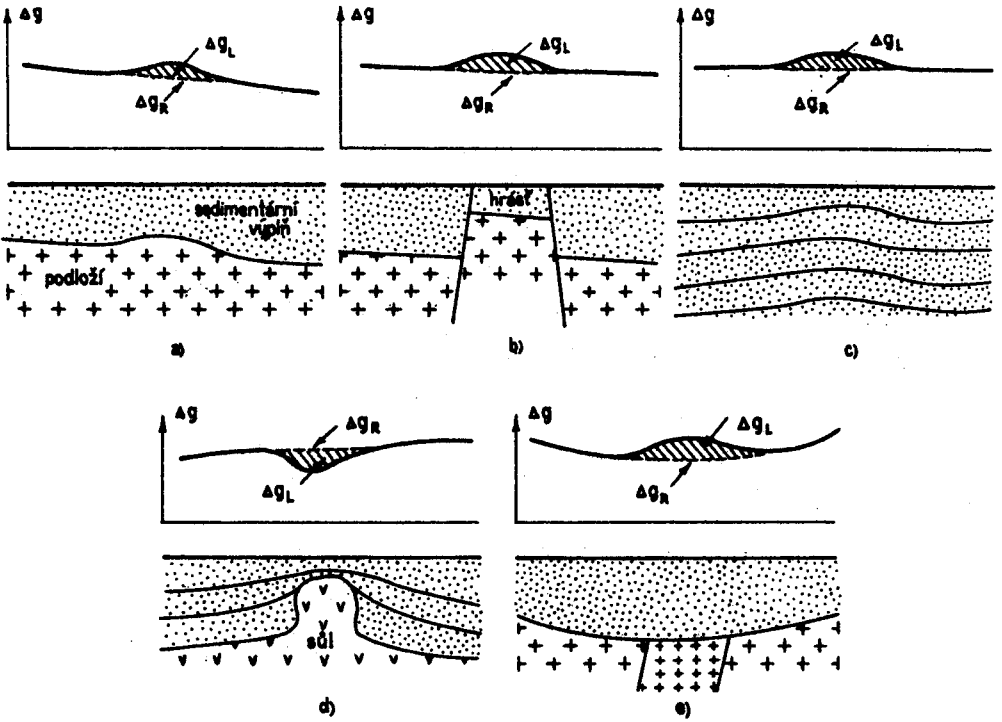 Δg
Δg_L
Δg_R
Δg
Δg_L
Δg_R
Δg
Δg_L
Δg_R
sedimentární
výplň
podloží
hrásť
a)
b)
c)
Δg
Δg_R
Δg_L
Δg
Δg_L
Δg_R
sůl
d)
e)